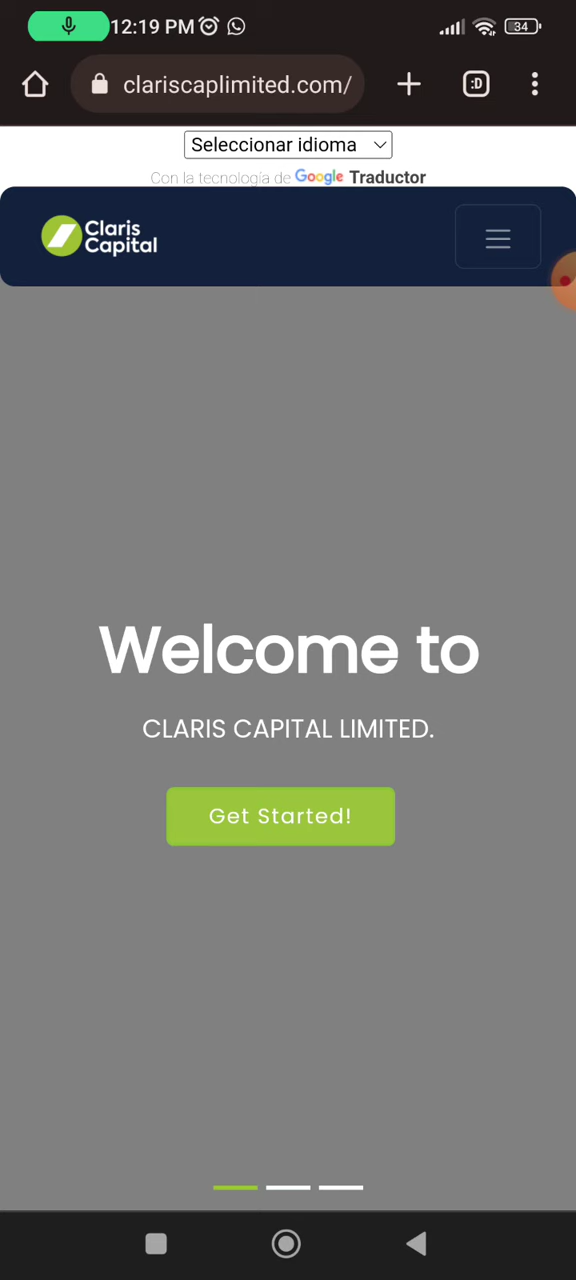 12:19 PM
34
clariscaplimited.com/
:D
Seleccionar idioma
Con la tecnología de Google Traductor
Claris
Capital
Welcome to
CLARIS CAPITAL LIMITED.
Get Started!